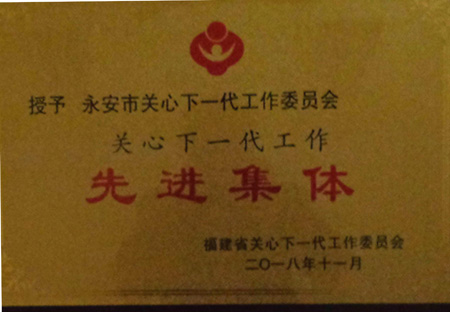 授予 永安市关心下一代工作委员会
关心下一代工作
先进集体
福建省关心下一代工作委员会
二〇一八年十一月